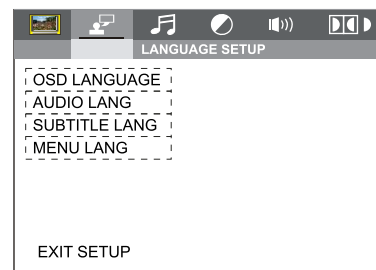 LANGUAGE SETUP
OSD LANGUAGE
AUDIO LANG
SUBTITLE LANG
MENU LANG
EXIT SETUP